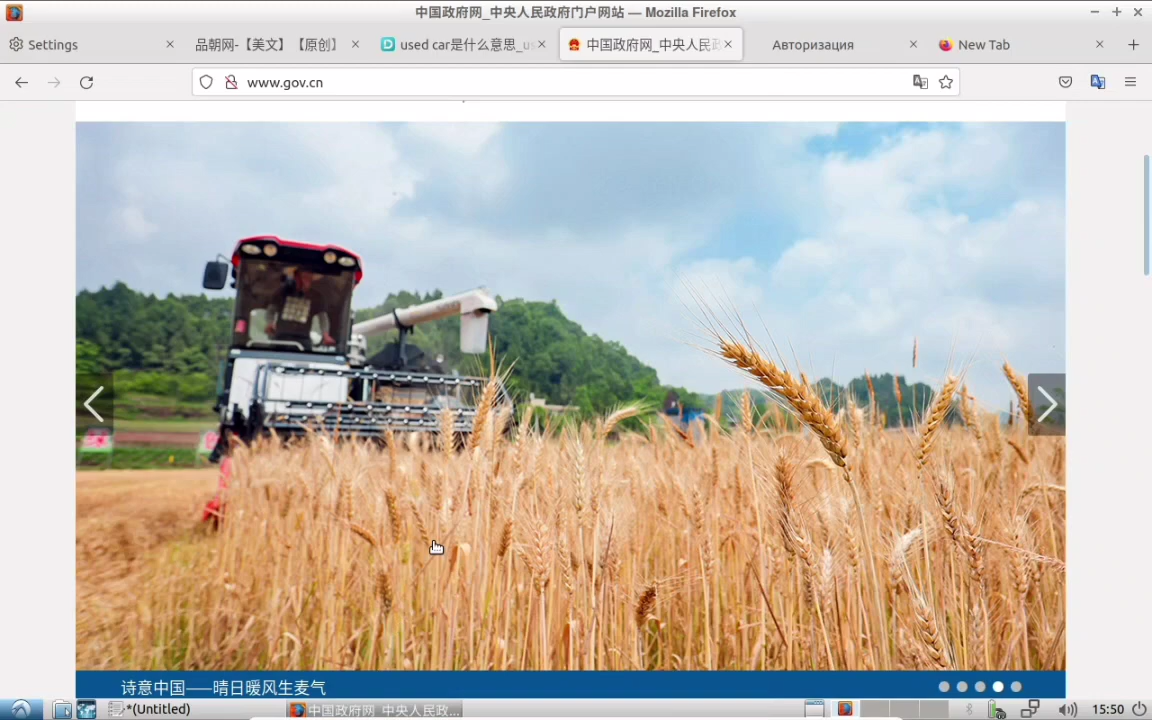 中国政府网_中央人民政府门户网站 — Mozilla Firefox
Settings
品朝网-【美文】【原创】
used car是什么意思_us
中国政府网_中央人民政
Авторизация
New Tab
www.gov.cn
诗意中国——晴日暖风生麦气
*(Untitled)
中国政府网_中央人民政...
15:50